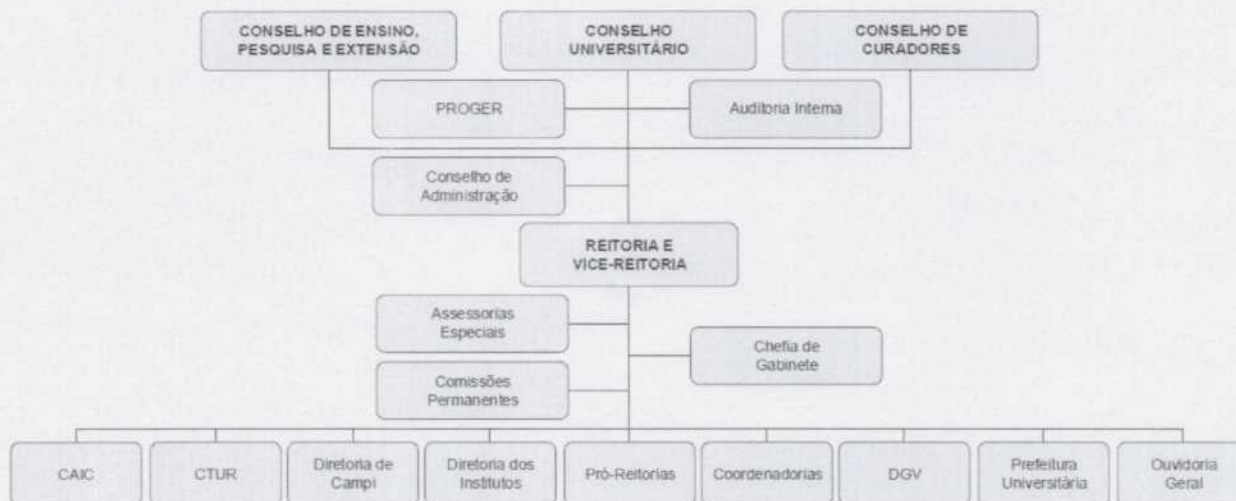 CONSELHO DE ENSINO,
PESQUISA E EXTENSÃO
CONSELHO
UNIVERSITÁRIO
CONSELHO DE
CURADORES
PROGER
Auditoria Interna
Conselho de
Administração
REITORIA E
VICE-REITORIA
Assessorias
Especiais
Chefia de
Gabinete
Comissões
Permanentes
CAIC
CTUR
Diretoria de
Campi
Diretoria dos
Institutos
Pró-Reitorias
Coordenadorias
DGV
Prefeitura
Universitária
Ouvidoria
Geral